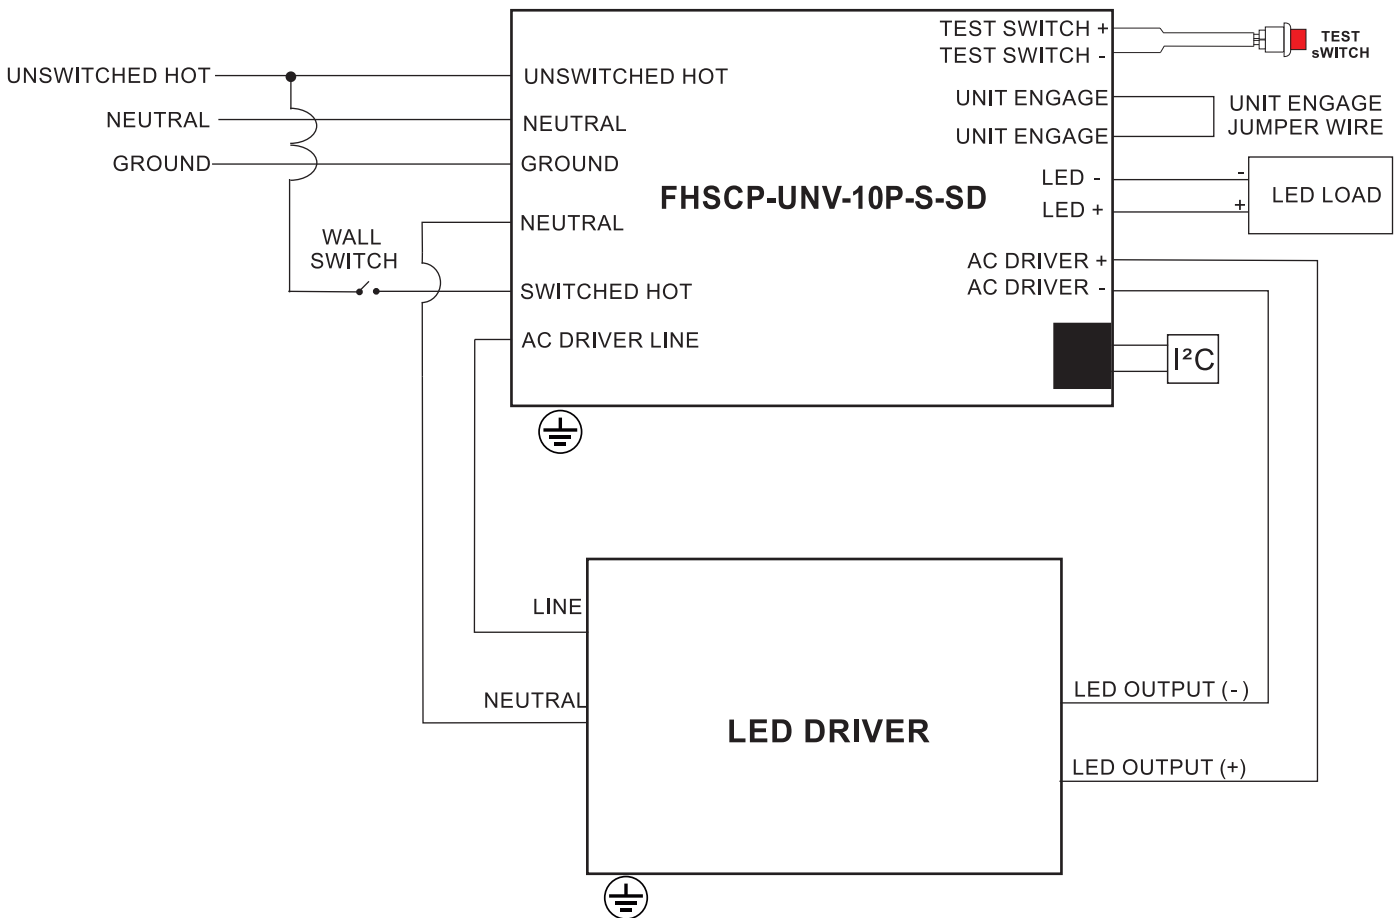 UNSWITCHED HOT
NEUTRAL
GROUND
WALL
SWITCH
UNSWITCHED HOT
NEUTRAL
GROUND
NEUTRAL
SWITCHED HOT
AC DRIVER LINE
FHSCP-UNV-10P-S-SD
TEST SWITCH +
TEST SWITCH -
UNIT ENGAGE
UNIT ENGAGE
LED -
LED +
AC DRIVER +
AC DRIVER -
TEST
sWITCH
UNIT ENGAGE
JUMPER WIRE
-
+
LED LOAD
I²C
LINE
NEUTRAL
LED DRIVER
LED OUTPUT (-)
LED OUTPUT (+)